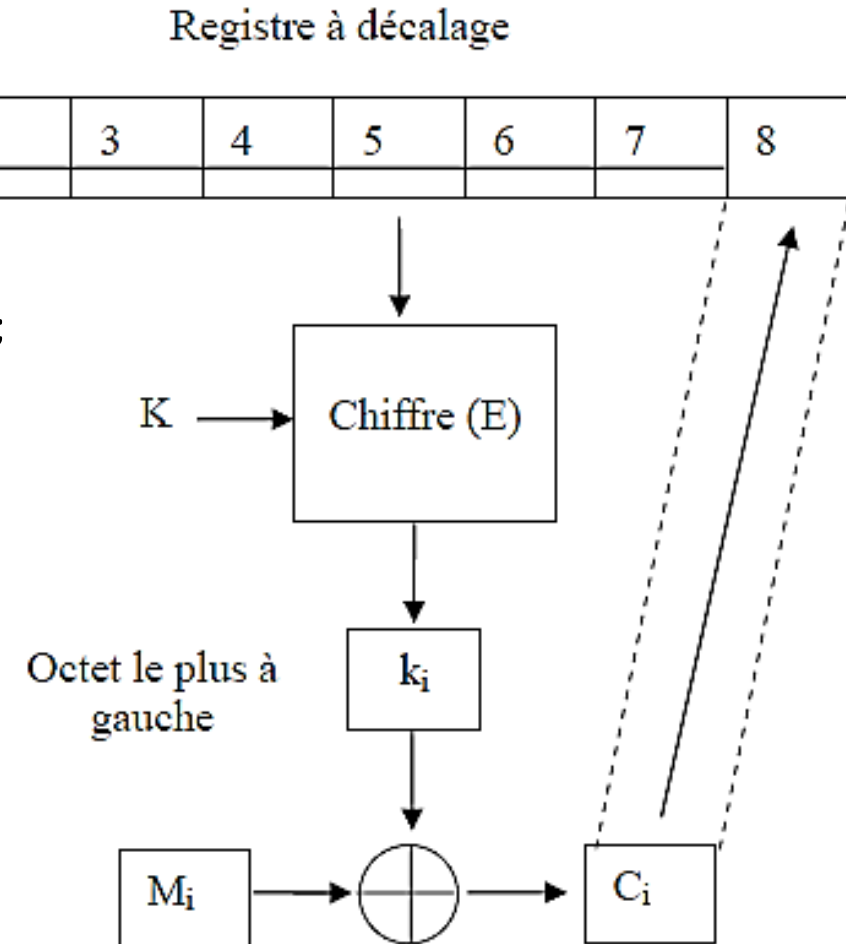 Registre à décalage
3 4 5 6 7 8
;
K
Chiffre (E)
Octet le plus à
gauche
kᵢ
Mᵢ
Cᵢ